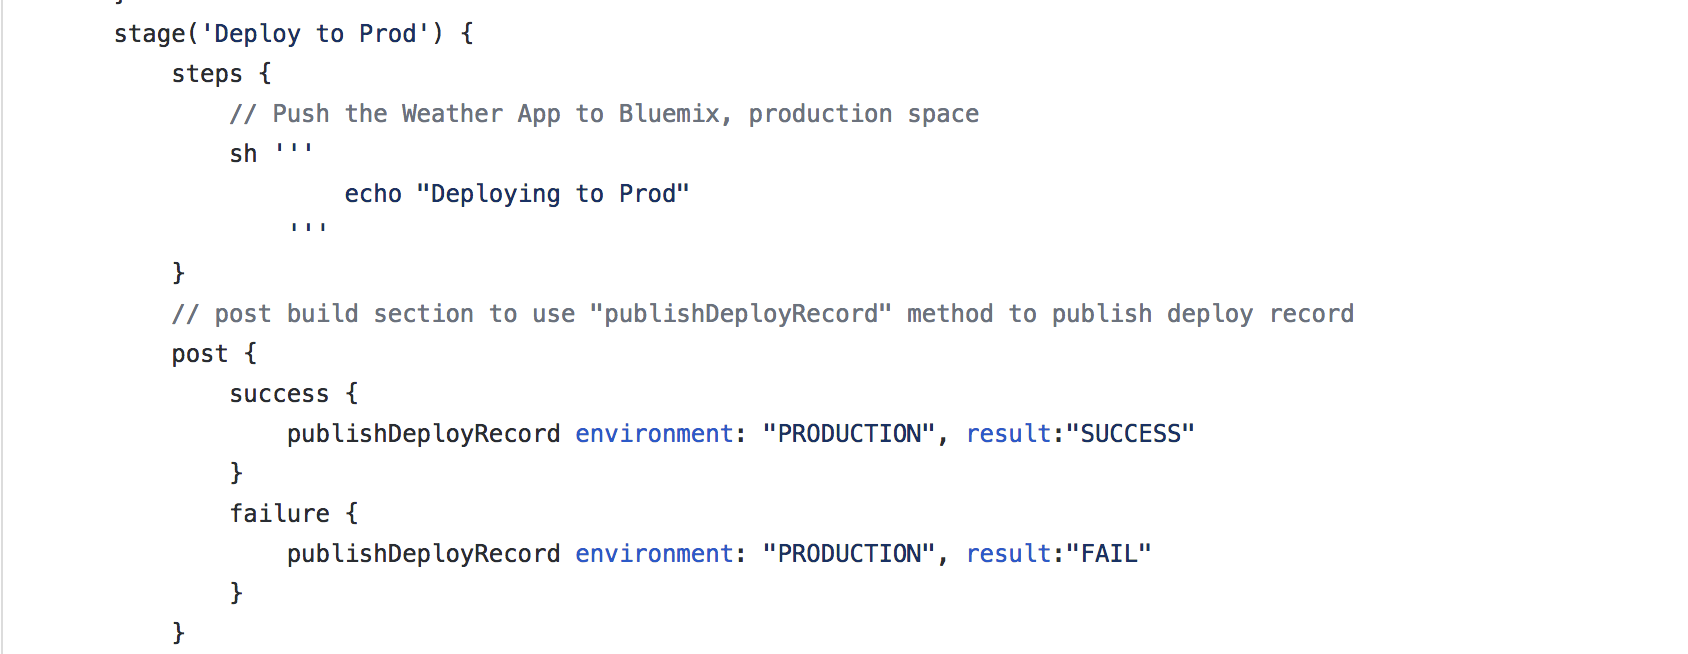 stage('Deploy to Prod') {
steps {
// Push the Weather App to Bluemix, production space
sh '''
echo "Deploying to Prod"
'''
}
// post build section to use "publishDeployRecord" method to publish deploy record
post {
success {
publishDeployRecord environment: "PRODUCTION", result:"SUCCESS"
}
failure {
publishDeployRecord environment: "PRODUCTION", result:"FAIL"
}
}